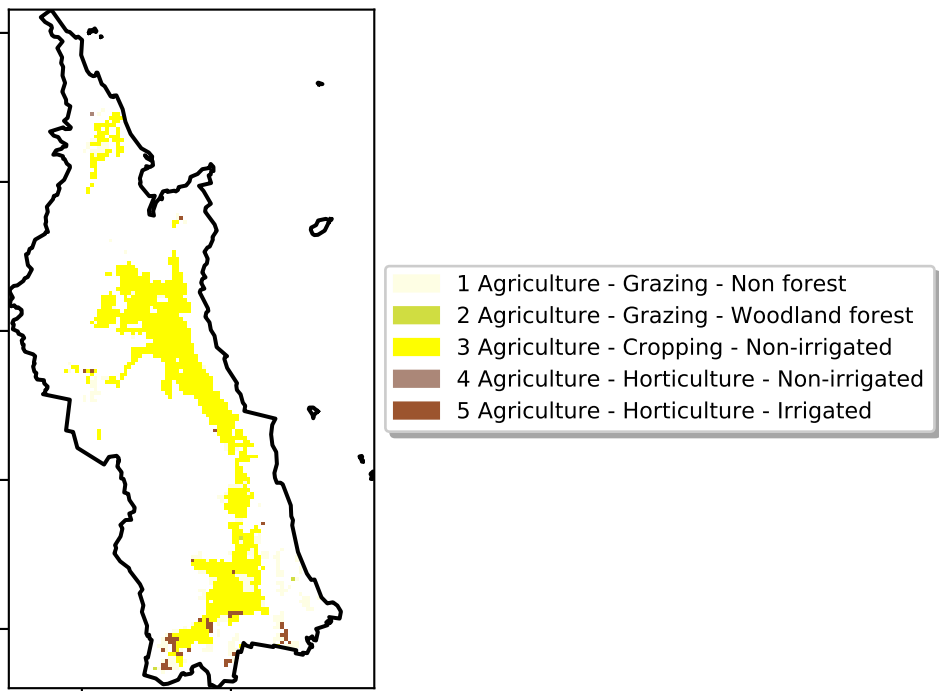 1 Agriculture - Grazing - Non forest
2 Agriculture - Grazing - Woodland forest
3 Agriculture - Cropping - Non-irrigated
4 Agriculture - Horticulture - Non-irrigated
5 Agriculture - Horticulture - Irrigated